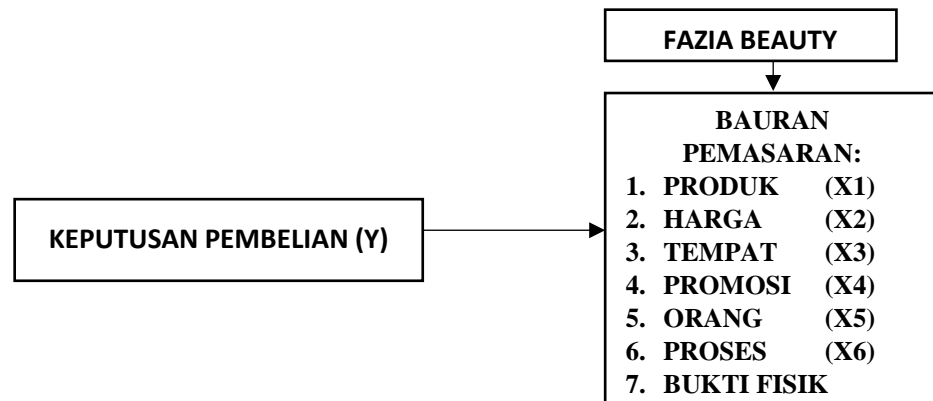 FAZIA BEAUTY
BAURAN
PEMASARAN:
1. PRODUK (X1)
2. HARGA (X2)
3. TEMPAT (X3)
4. PROMOSI (X4)
5. ORANG (X5)
6. PROSES (X6)
7. BUKTI FISIK
KEPUTUSAN PEMBELIAN (Y)